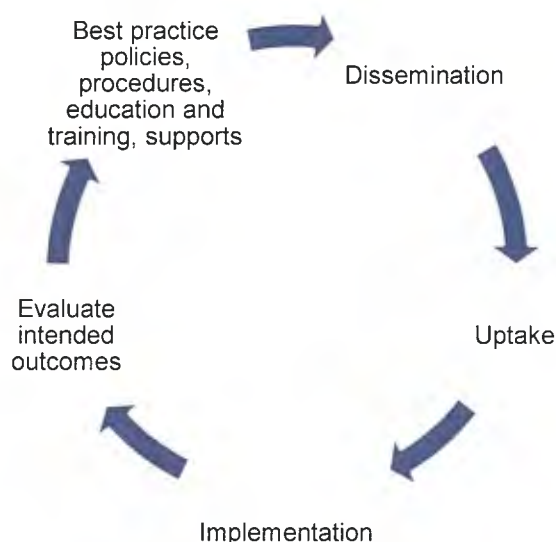 Best practice
policies,
procedures,
education and
training, supports
Dissemination
Uptake
Implementation
Evaluate
intended
outcomes